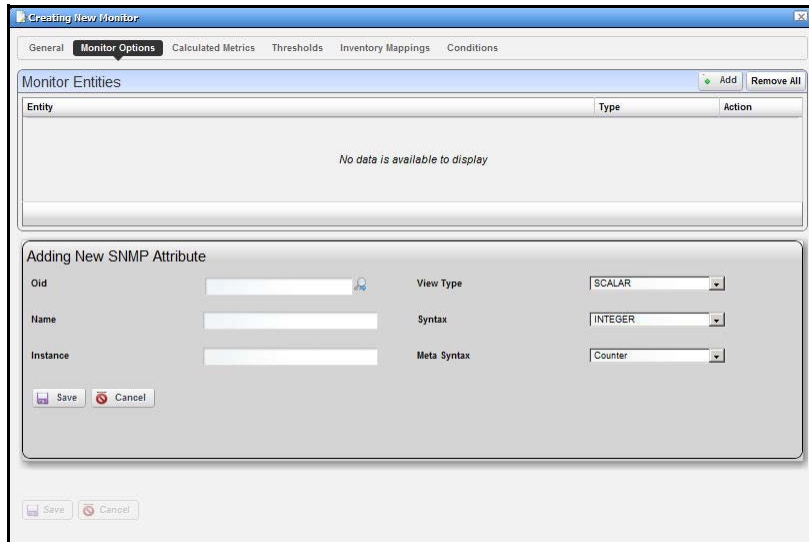 Creating New Monitor
General Monitor Options Calculated Metrics Thresholds Inventory Mappings Conditions
Monitor Entities Add Remove All
Entity Type Action
No data is available to display
Adding New SNMP Attribute
Oid View Type SCALAR
Name Syntax INTEGER
Instance Meta Syntax Counter
Save Cancel
Save Cancel